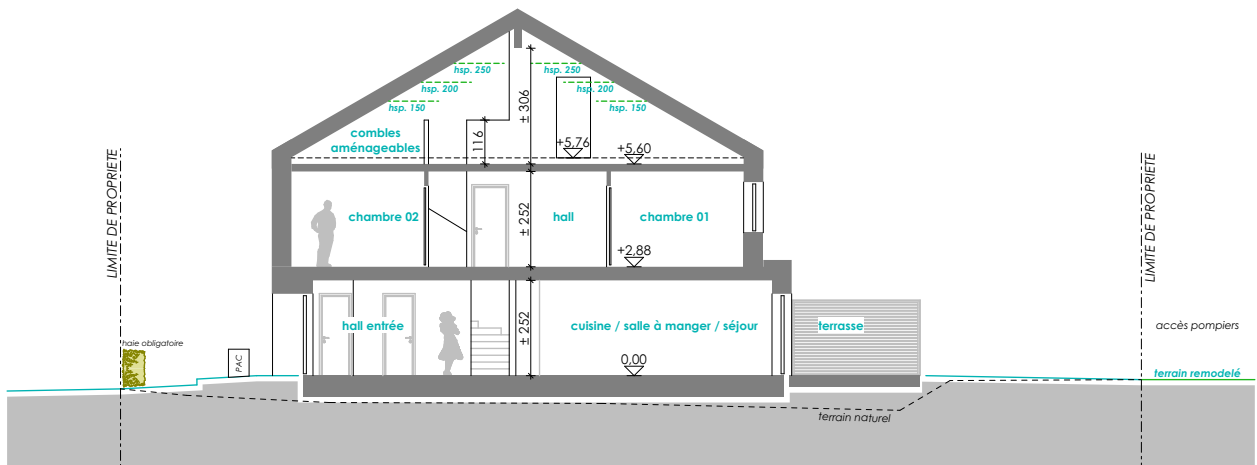 hsp. 250
hsp. 250
hsp. 200
hsp. 200
hsp. 150
hsp. 150
± 306
combles
aménageables
116
+5,76
+5,60
LIMITE DE PROPRIETE
LIMITE DE PROPRIETE
chambre 02
± 252
hall
chambre 01
+2,88
hall entrée
± 252
cuisine / salle à manger / séjour
terrasse
accès pompiers
haie obligatoire
PAC
0,00
terrain remodelé
terrain naturel